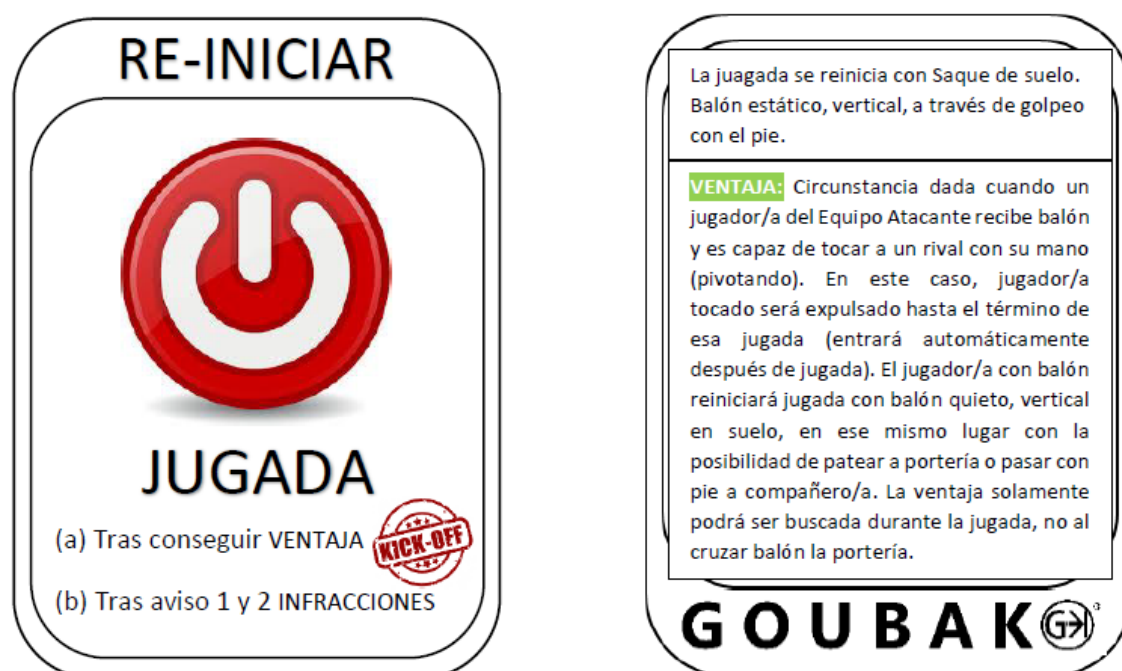 RE-INICIAR
JUGADA
(a) Tras conseguir VENTAJA
KICK-OFF
(b) Tras aviso 1 y 2 INFRACCIONES
La juagada se reinicia con Saque de suelo.
Balón estático, vertical, a través de golpeo
con el pie.
VENTAJA: Circunstancia dada cuando un
jugador/a del Equipo Atacante recibe balón
y es capaz de tocar a un rival con su mano
(pivotando). En este caso, jugador/a
tocado será expulsado hasta el término de
esa jugada (entrará automáticamente
después de jugada). El jugador/a con balón
reiniciará jugada con balón quieto, vertical
en suelo, en ese mismo lugar con la
posibilidad de patear a portería o pasar con
pie a compañero/a. La ventaja solamente
podrá ser buscada durante la jugada, no al
cruzar balón la portería.
GOUBAK